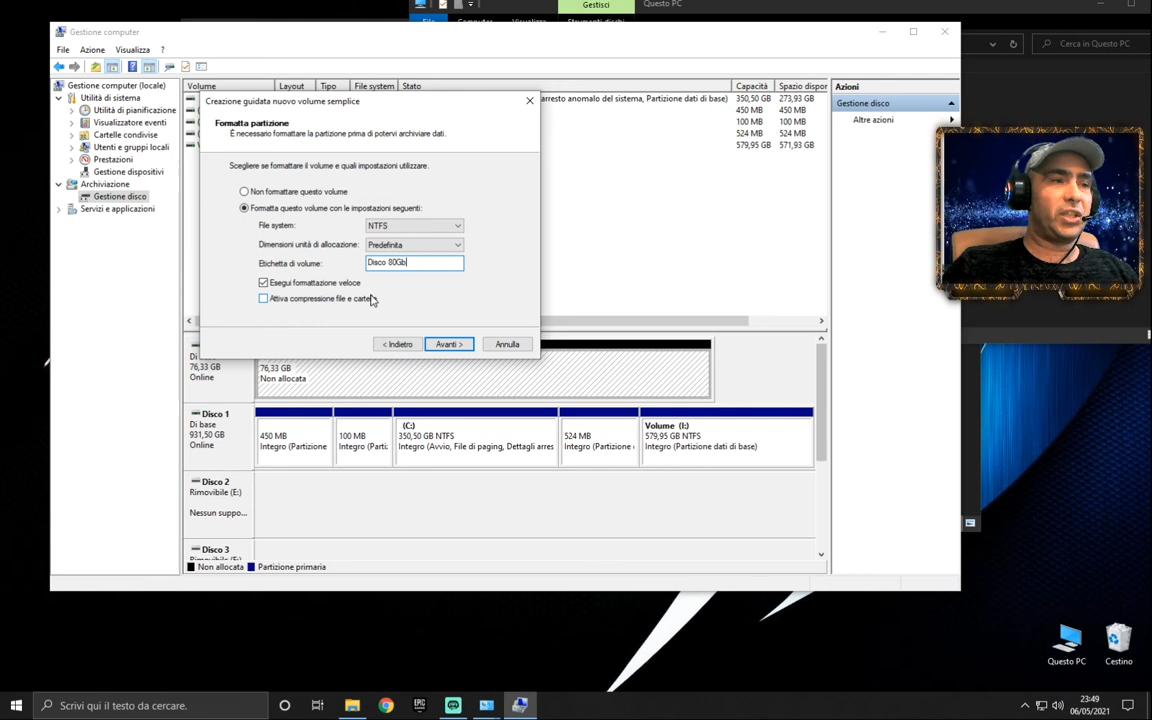 Gestisci
Questo PC
File
Computer
Visualizza
Strumenti disco
Gestione computer
File Azione Visualizza ?
Cerca in Questo PC
Gestione computer (locale)
Utilità di sistema
Utilità di pianificazione
Visualizzatore eventi
Cartelle condivise
Utenti e gruppi locali
Prestazioni
Gestione dispositivi
Archiviazione
Gestione disco
Servizi e applicazioni
Volume Layout Tipo File system Stato Capacità Spazio dispor
arresto anomalo del sistema, Partizione dati di base) 350,50 GB 273,93 GB
450 MB 450 MB
100 MB 100 MB
524 MB 524 MB
579,95 GB 571,93 GB
Azioni
Gestione disco
Altre azioni
Creazione guidata nuovo volume semplice
Formatta partizione
È necessario formattare la partizione prima di potervi archiviare dati.
Scegliere se formattare il volume e quali impostazioni utilizzare.
Non formattare questo volume
Formatta questo volume con le impostazioni seguenti:
File system: NTFS
Dimensioni unità di allocazione: Predefinita
Etichetta di volume: Disco 80Gb
Esegui formattazione veloce
Attiva compressione file e carte
< Indietro Avanti > Annulla
Di
76,33 GB
Online
76,33 GB
Non allocata
Disco 1
Di base
931,50 GB
Online
450 MB
Integro (Partizione
100 MB
Integro (Parti:
(C:)
350,50 GB NTFS
Integro (Avvio, File di paging, Dettagli arres
524 MB
Integro (Partizione
Volume (I:)
579,95 GB NTFS
Integro (Partizione dati di base)
Disco 2
Rimovibile (E:)
Nessun suppo...
Disco 3
Rimovibile (F:)
Non allocata Partizione primaria
Questo PC
Cestino
Scrivi qui il testo da cercare.
EPIC
23:49
06/05/2021